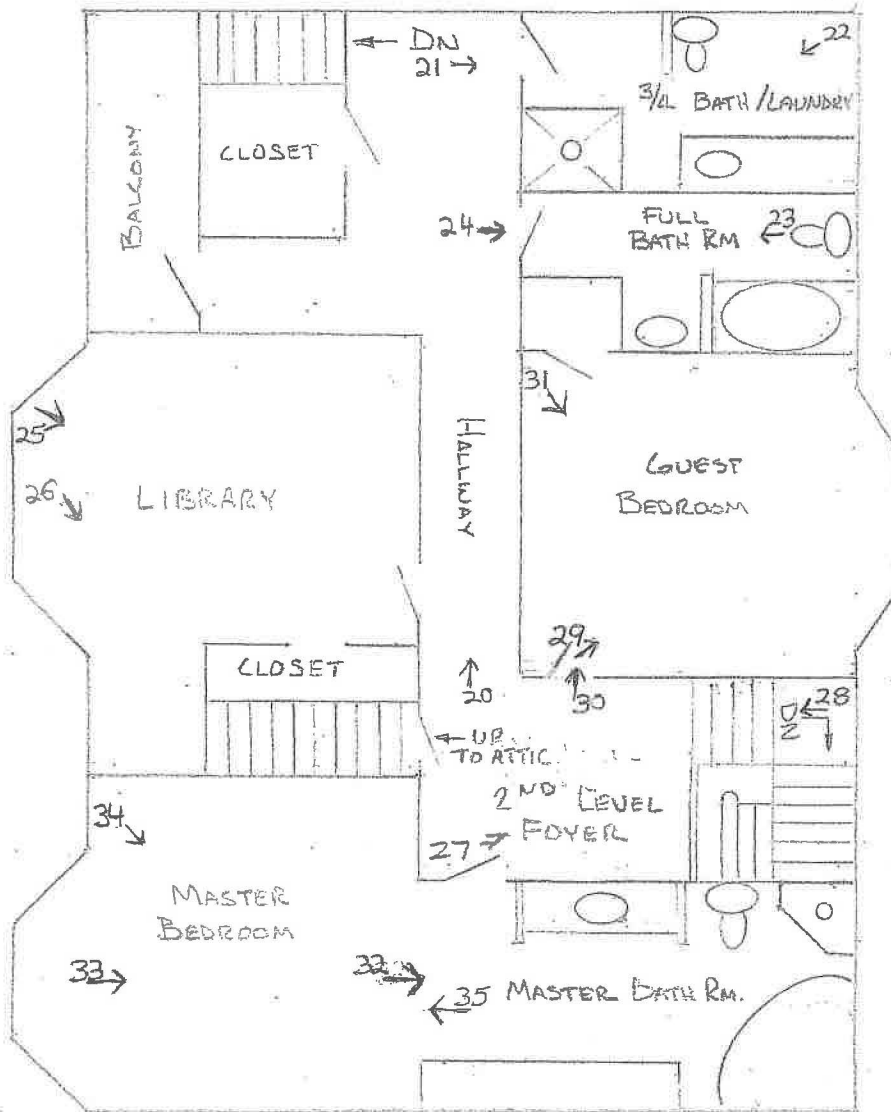 DN
21
22
3/4 BATH/LAUNDRY
CLOSET
BALCONY
24
FULL
BATH RM
23
31
25
26
LIBRARY
HALLWAY
GUEST
BEDROOM
29
CLOSET
20
30
DN
28
UP
TO ATTIC
2ND LEVEL
FOYER
34
27
MASTER
BEDROOM
33
32
35
MASTER BATH RM.